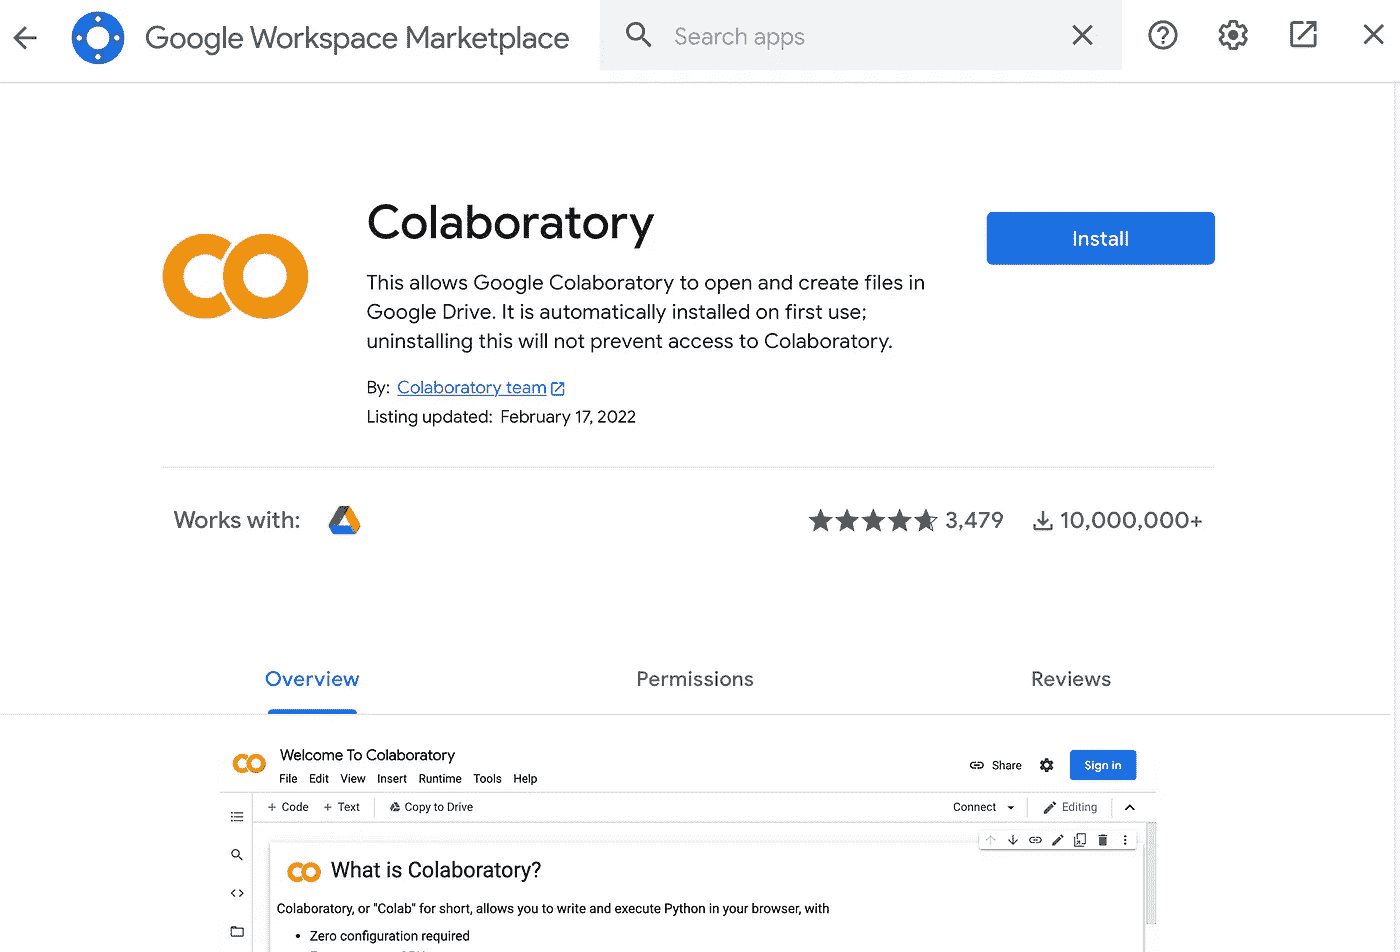 Google Workspace Marketplace
Search apps
Colaboratory
Install
This allows Google Colaboratory to open and create files in
Google Drive. It is automatically installed on first use;
uninstalling this will not prevent access to Colaboratory.
By: Colaboratory team
Listing updated: February 17, 2022
Works with:
3,479
10,000,000+
Overview
Permissions
Reviews
Welcome To Colaboratory
File Edit View Insert Runtime Tools Help
Share
Sign in
+ Code + Text
Copy to Drive
Connect
Editing
What is Colaboratory?
Colaboratory, or "Colab" for short, allows you to write and execute Python in your browser, with
• Zero configuration required